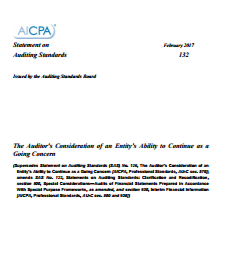 AICPA
Statement on
Auditing Standards
February 2017
132
Issued by the Auditing Standards Board
The Auditor's Consideration of an Entity's Ability to Continue as a
Going Concern
(Supersedes Statement on Auditing Standards (SAS) No. 126, The Auditor's Consideration of an
Entity's Ability to Continue as a Going Concern [AICPA, Professional Standards, AU-C sec. 570];
amends SAS No. 122, Statements on Auditing Standards: Clarification and Recodification,
section 800, Special Considerations—Audits of Financial Statements Prepared in Accordance
With Special Purpose Frameworks, as amended, and section 930, Interim Financial Information
[AICPA, Professional Standards, AU-C sec. 800 and 930])